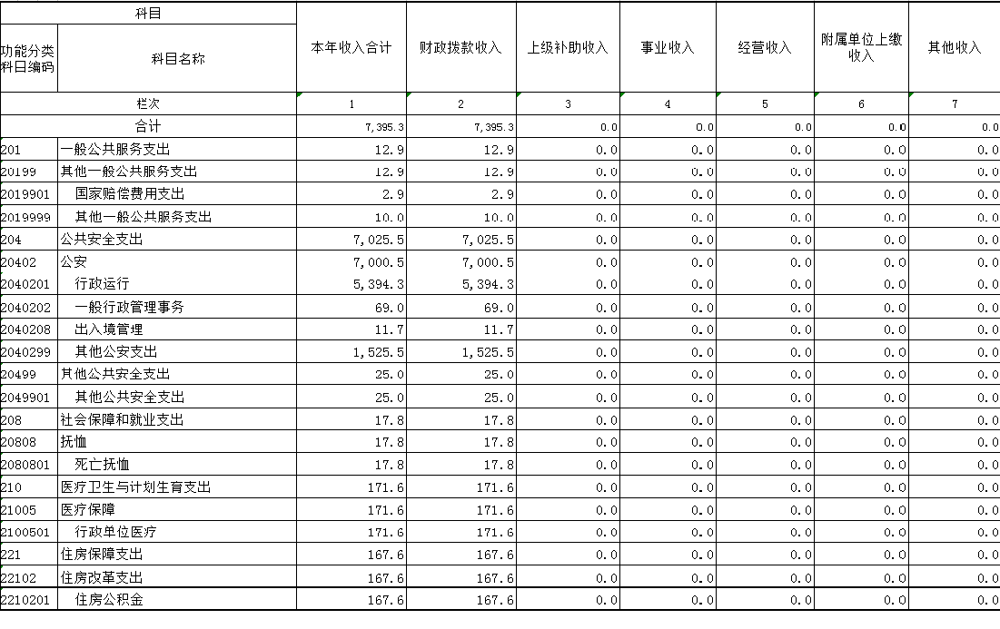 科目
功能分类
科目编码 科目名称 本年收入合计 财政拨款收入 上级补助收入 事业收入 经营收入 附属单位上缴
收入 其他收入
栏次 1 2 3 4 5 6 7
合计 7,395.3 7,395.3 0.0 0.0 0.0 0.0 0.0
201 一般公共服务支出 12.9 12.9 0.0 0.0 0.0 0.0 0.0
20199 其他一般公共服务支出 12.9 12.9 0.0 0.0 0.0 0.0 0.0
2019901 国家赔偿费用支出 2.9 2.9 0.0 0.0 0.0 0.0 0.0
2019999 其他一般公共服务支出 10.0 10.0 0.0 0.0 0.0 0.0 0.0
204 公共安全支出 7,025.5 7,025.5 0.0 0.0 0.0 0.0 0.0
20402 公安 7,000.5 7,000.5 0.0 0.0 0.0 0.0 0.0
2040201 行政运行 5,394.3 5,394.3 0.0 0.0 0.0 0.0 0.0
2040202 一般行政管理事务 69.0 69.0 0.0 0.0 0.0 0.0 0.0
2040208 出入境管理 11.7 11.7 0.0 0.0 0.0 0.0 0.0
2040299 其他公安支出 1,525.5 1,525.5 0.0 0.0 0.0 0.0 0.0
20499 其他公共安全支出 25.0 25.0 0.0 0.0 0.0 0.0 0.0
2049901 其他公共安全支出 25.0 25.0 0.0 0.0 0.0 0.0 0.0
208 社会保障和就业支出 17.8 17.8 0.0 0.0 0.0 0.0 0.0
20808 抚恤 17.8 17.8 0.0 0.0 0.0 0.0 0.0
2080801 死亡抚恤 17.8 17.8 0.0 0.0 0.0 0.0 0.0
210 医疗卫生与计划生育支出 171.6 171.6 0.0 0.0 0.0 0.0 0.0
21005 医疗保障 171.6 171.6 0.0 0.0 0.0 0.0 0.0
2100501 行政单位医疗 171.6 171.6 0.0 0.0 0.0 0.0 0.0
221 住房保障支出 167.6 167.6 0.0 0.0 0.0 0.0 0.0
22102 住房改革支出 167.6 167.6 0.0 0.0 0.0 0.0 0.0
2210201 住房公积金 167.6 167.6 0.0 0.0 0.0 0.0 0.0